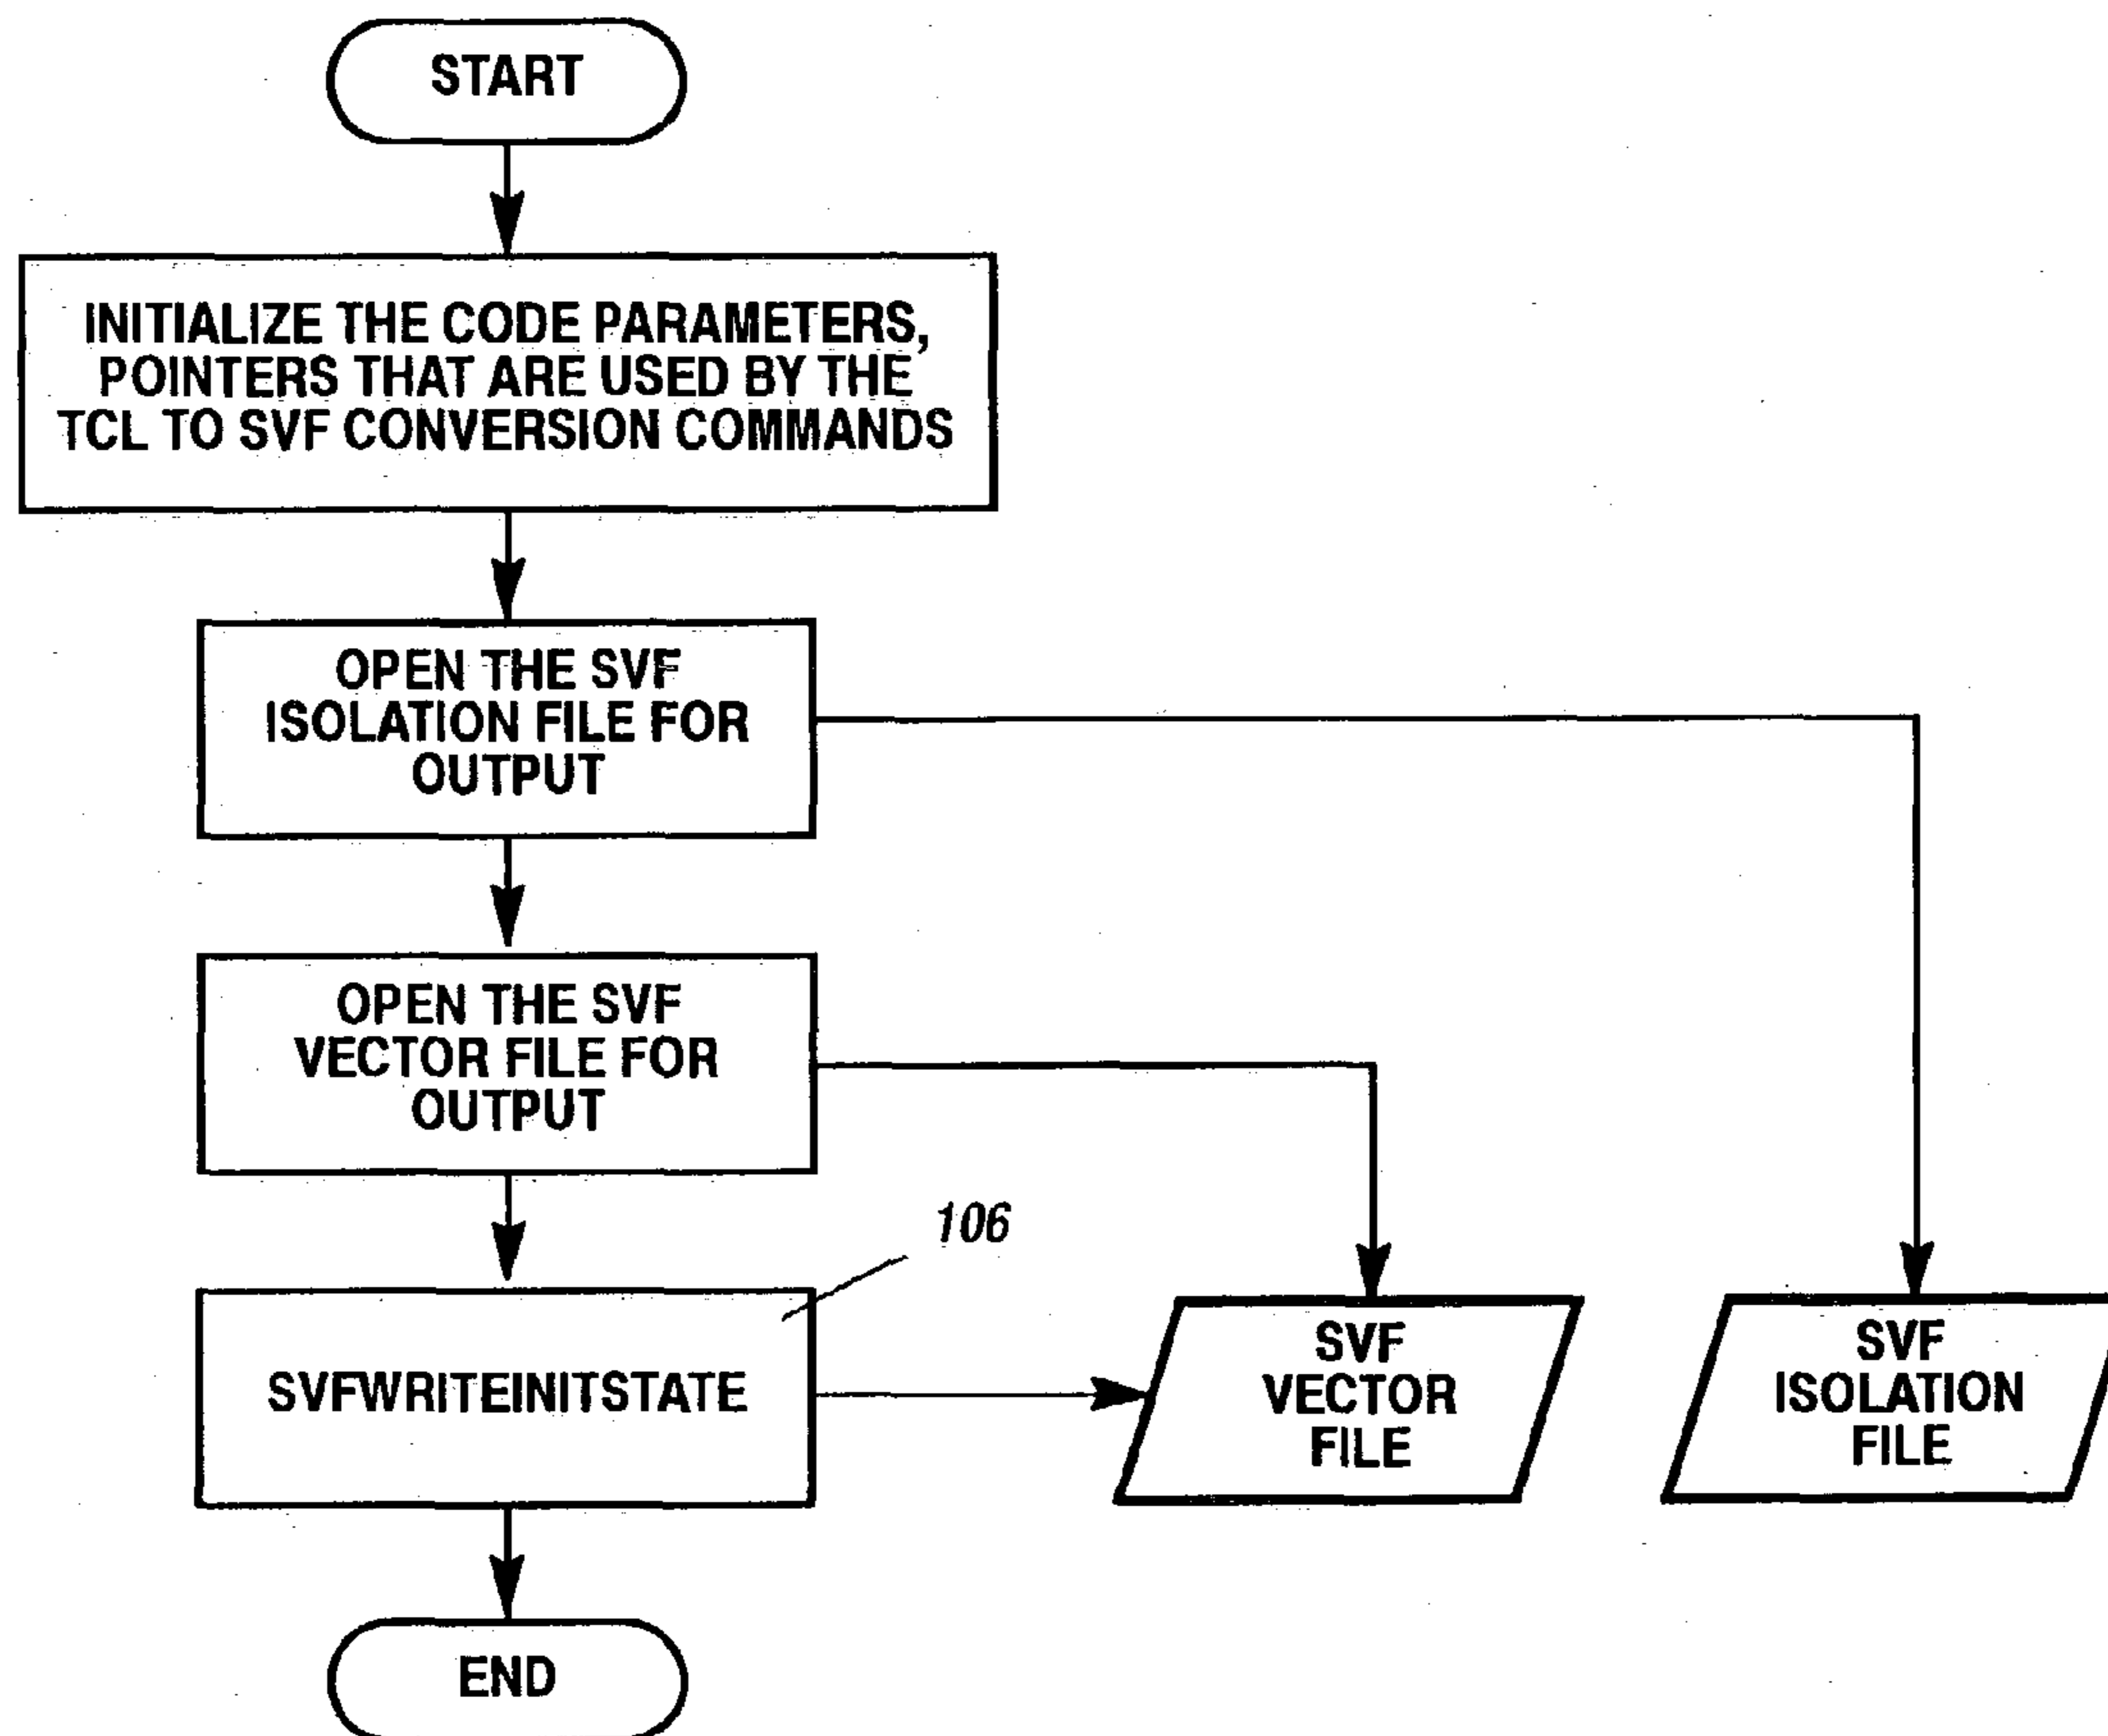 START
INITIALIZE THE CODE PARAMETERS,
POINTERS THAT ARE USED BY THE
TCL TO SVF CONVERSION COMMANDS
OPEN THE SVF
ISOLATION FILE FOR
OUTPUT
OPEN THE SVF
VECTOR FILE FOR
OUTPUT
106
SVFWRITEINITSTATE
SVF
VECTOR
FILE
SVF
ISOLATION
FILE
END